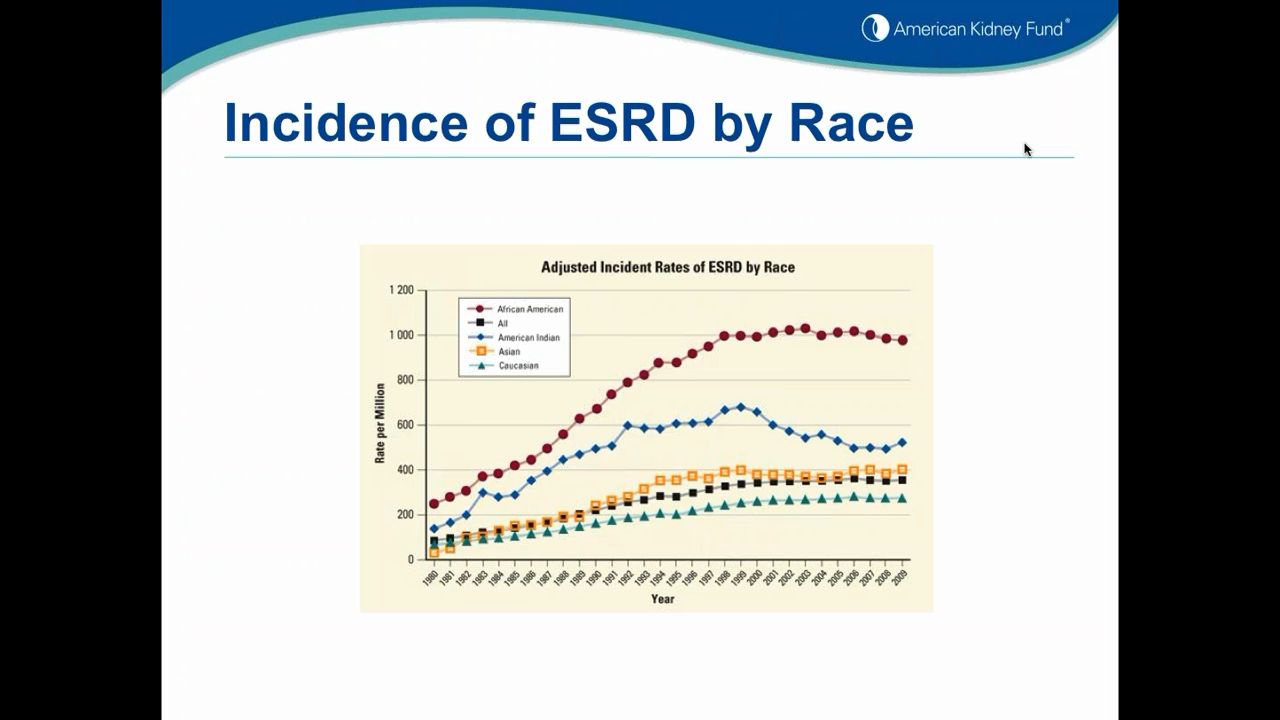 American Kidney Fund®
Incidence of ESRD by Race
Adjusted Incident Rates of ESRD by Race
1 200
1 000
800
600
400
200
0
Rate per Million
African American
All
American Indian
Asian
Caucasian
1980 1981 1982 1983 1984 1985 1986 1987 1988 1989 1990 1991 1992 1993 1994 1995 1996 1997 1998 1999 2000 2001 2002 2003 2004 2005 2006 2007 2008 2009
Year